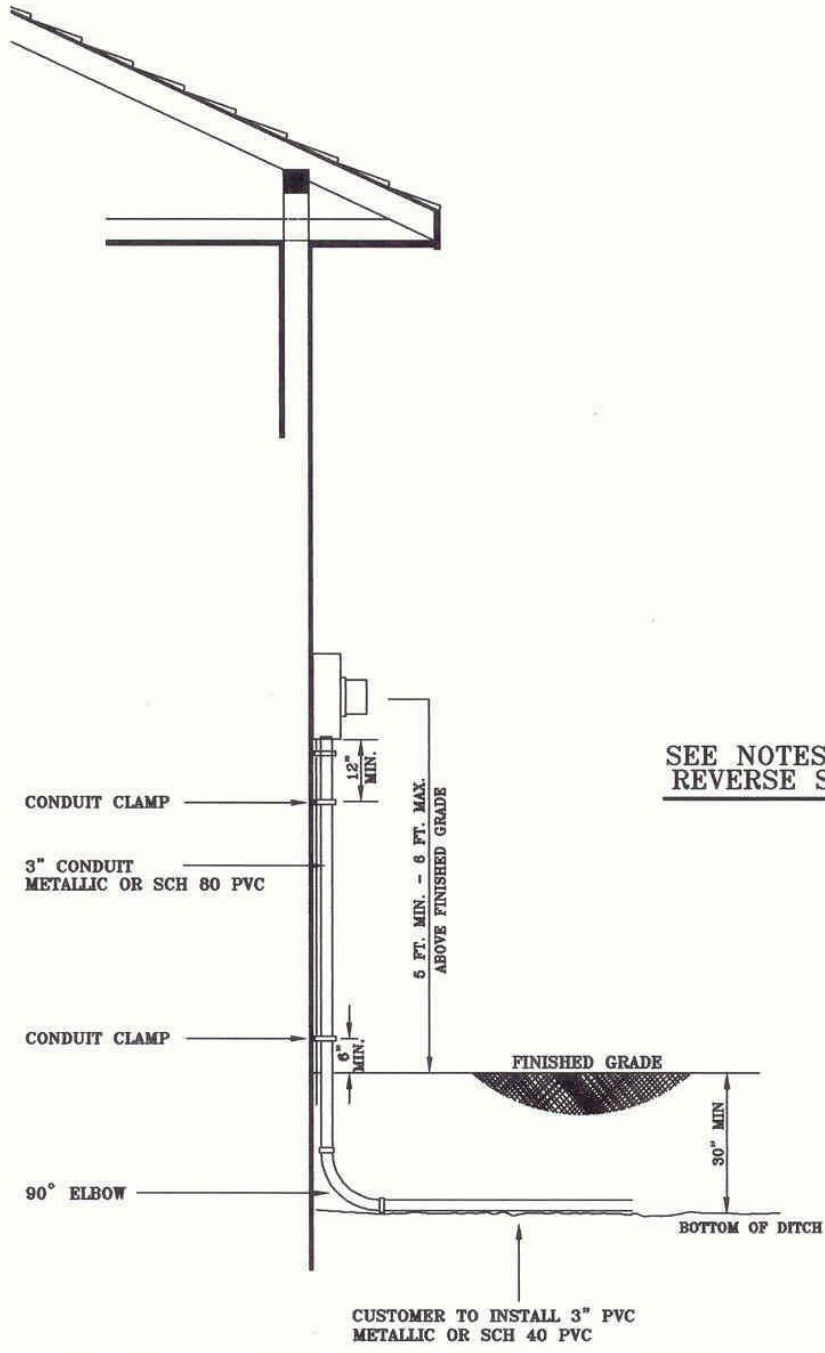 SEE NOTES
REVERSE S
12"
MIN.
CONDUIT CLAMP
3" CONDUIT
METALLIC OR SCH 80 PVC
5 FT. MIN. - 6 FT. MAX.
ABOVE FINISHED GRADE
CONDUIT CLAMP
6"
MIN.
FINISHED GRADE
30" MIN
90° ELBOW
BOTTOM OF DITCH
CUSTOMER TO INSTALL 3" PVC
METALLIC OR SCH 40 PVC